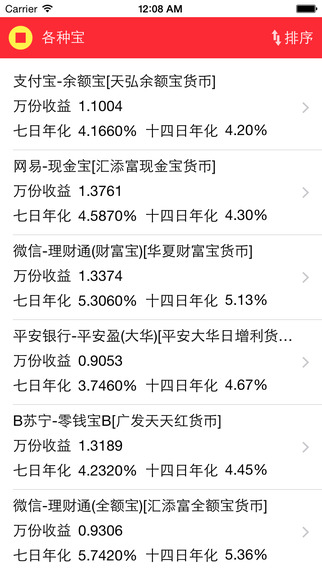 Carrier 12:08 AM
各种宝 排序
支付宝-余额宝[天弘余额宝货币]
万份收益 1.1004
七日年化 4.1660% 十四日年化 4.20%
网易-现金宝[汇添富现金宝货币]
万份收益 1.3761
七日年化 4.5870% 十四日年化 4.30%
微信-理财通(财富宝)[华夏财富宝货币]
万份收益 1.3374
七日年化 5.3060% 十四日年化 5.13%
平安银行-平安盈(大华)[平安大华日增利货…
万份收益 0.9053
七日年化 3.7460% 十四日年化 4.67%
B苏宁-零钱宝B[广发天天红货币]
万份收益 1.3189
七日年化 4.2320% 十四日年化 4.45%
微信-理财通(全额宝)[汇添富全额宝货币]
万份收益 0.9306
七日年化 5.7420% 十四日年化 5.36%